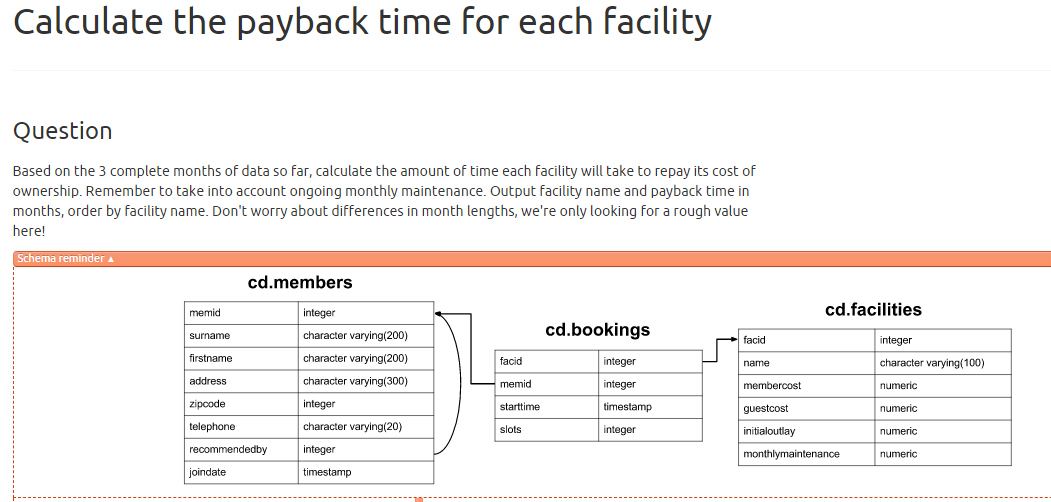 Calculate the payback time for each facility
Question
Based on the 3 complete months of data so far, calculate the amount of time each facility will take to repay its cost of
ownership. Remember to take into account ongoing monthly maintenance. Output facility name and payback time in
months, order by facility name. Don't worry about differences in month lengths, we're only looking for a rough value
here!
Schema reminder ▴
cd.members
memid integer
surname character varying(200)
firstname character varying(200)
address character varying(300)
zipcode integer
telephone character varying(20)
recommendedby integer
joindate timestamp
cd.bookings
facid integer
memid integer
starttime timestamp
slots integer
cd.facilities
facid integer
name character varying(100)
membercost numeric
guestcost numeric
initialoutlay numeric
monthlymaintenance numeric